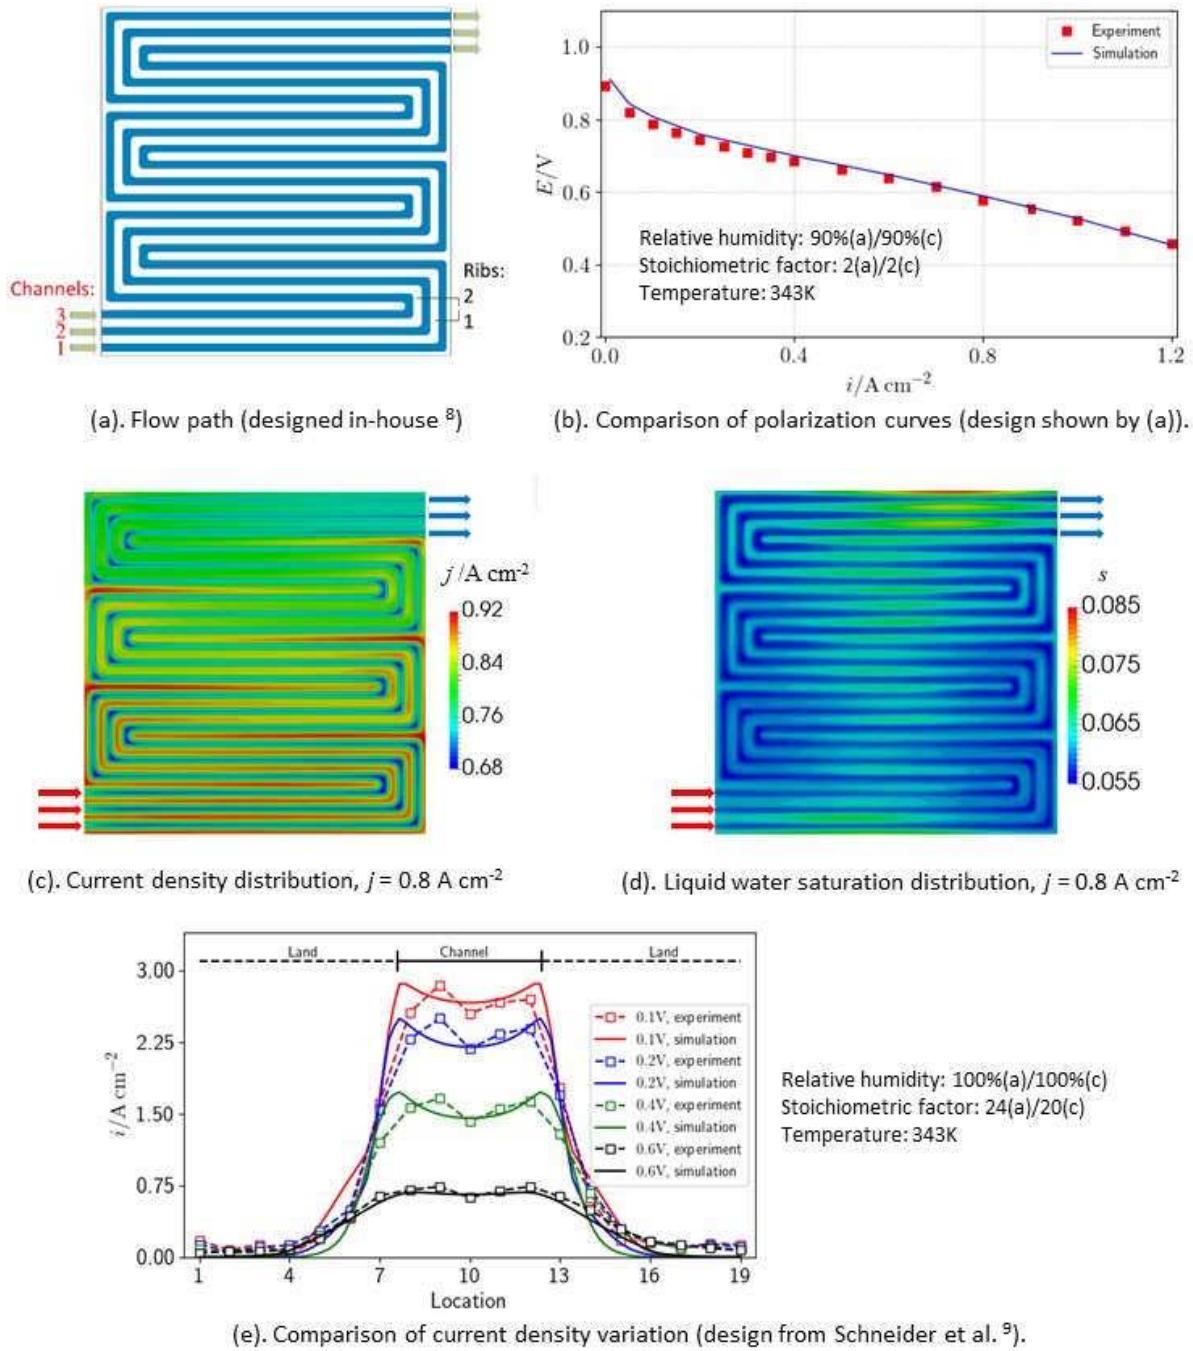 Channels:
3
2
1
Ribs:
2
1
(a). Flow path (designed in-house 8)
E/V
1.0
0.8
0.6
0.4
0.2
Experiment
Simulation
Relative humidity: 90%(a)/90%(c)
Stoichiometric factor: 2(a)/2(c)
Temperature: 343K
0.0 0.4 0.8 1.2
i/A cm−2
(b). Comparison of polarization curves (design shown by (a)).
j /A cm-2
0.92
0.84
0.76
0.68
(c). Current density distribution, j = 0.8 A cm-2
s
0.085
0.075
0.065
0.055
(d). Liquid water saturation distribution, j = 0.8 A cm-2
i/A cm−2
3.00
2.25
1.50
0.75
0.00
Land Channel Land
0.1V, experiment
0.1V, simulation
0.2V, experiment
0.2V, simulation
0.4V, experiment
0.4V, simulation
0.6V, experiment
0.6V, simulation
1 4 7 10 13 16 19
Location
Relative humidity: 100%(a)/100%(c)
Stoichiometric factor: 24(a)/20(c)
Temperature: 343K
(e). Comparison of current density variation (design from Schneider et al. 9).